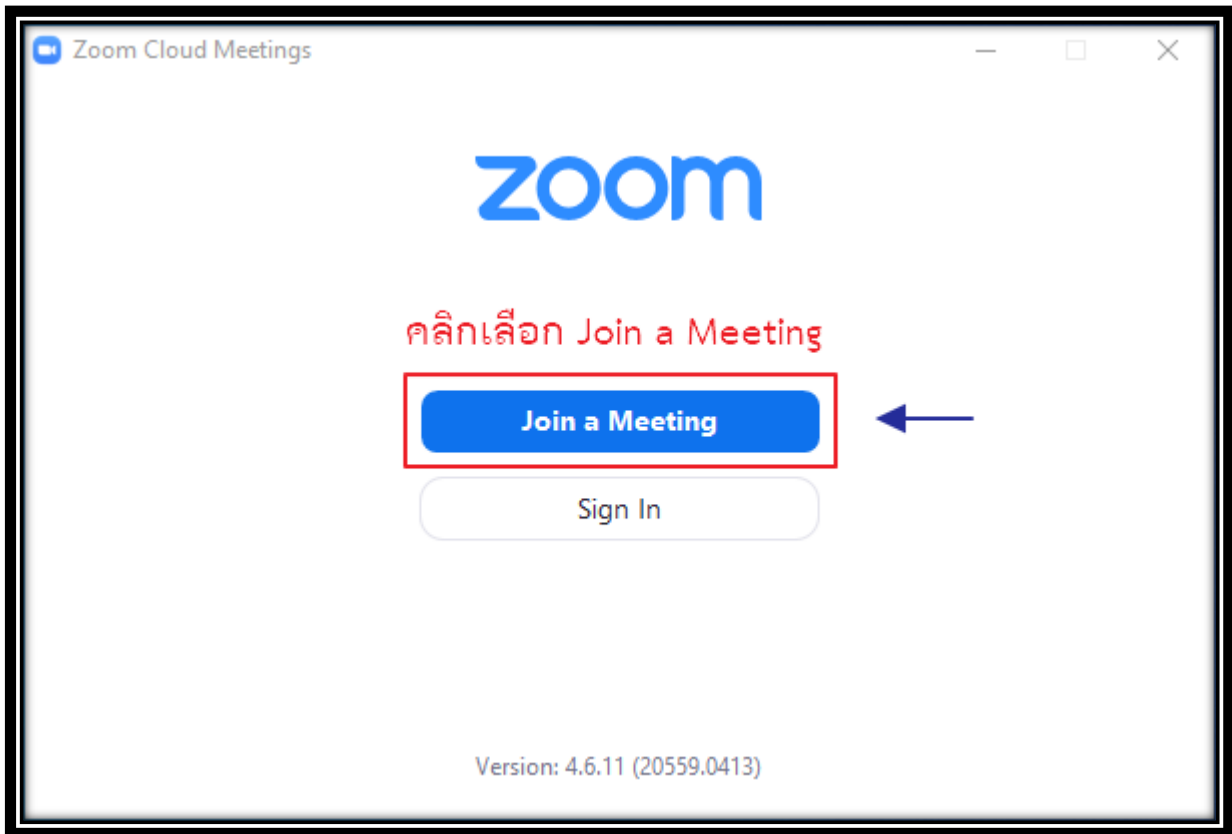 Zoom Cloud Meetings
zoom
คลิกเลือก Join a Meeting
Join a Meeting
Sign In
Version: 4.6.11 (20559.0413)